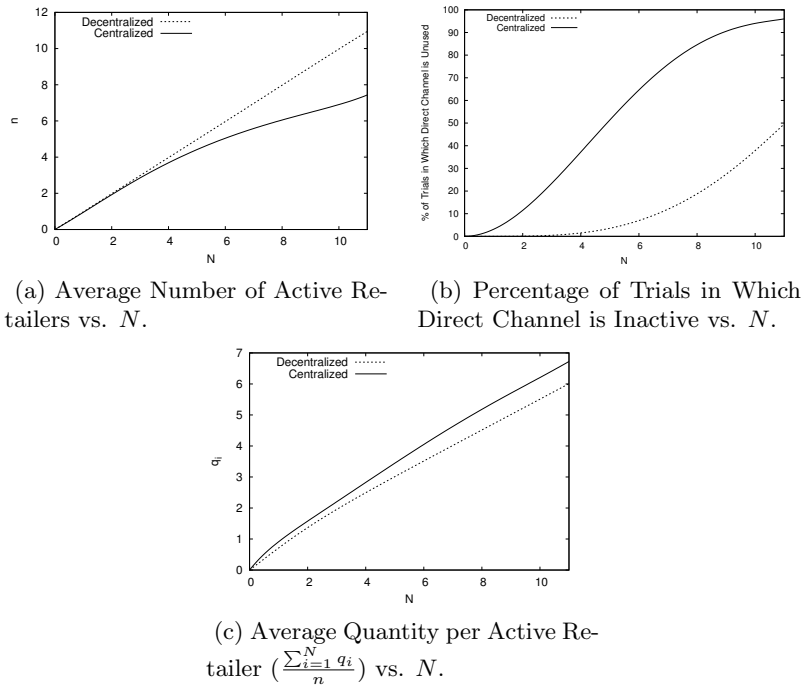 Decentralized
Centralized
12
10
8
6
4
2
0
n
0 2 4 6 8 10
N
(a) Average Number of Active Re-
tailers vs. N.
Decentralized
Centralized
100
90
80
70
60
50
40
30
20
10
0
% of Trials in Which Direct Channel is Unused
0 2 4 6 8 10
N
(b) Percentage of Trials in Which
Direct Channel is Inactive vs. N.
Decentralized
Centralized
7
6
5
4
3
2
1
0
q_i
0 2 4 6 8 10
N
(c) Average Quantity per Active Re-
tailer (\frac{\sum_{i=1}^{N} q_i}{n}) vs. N.